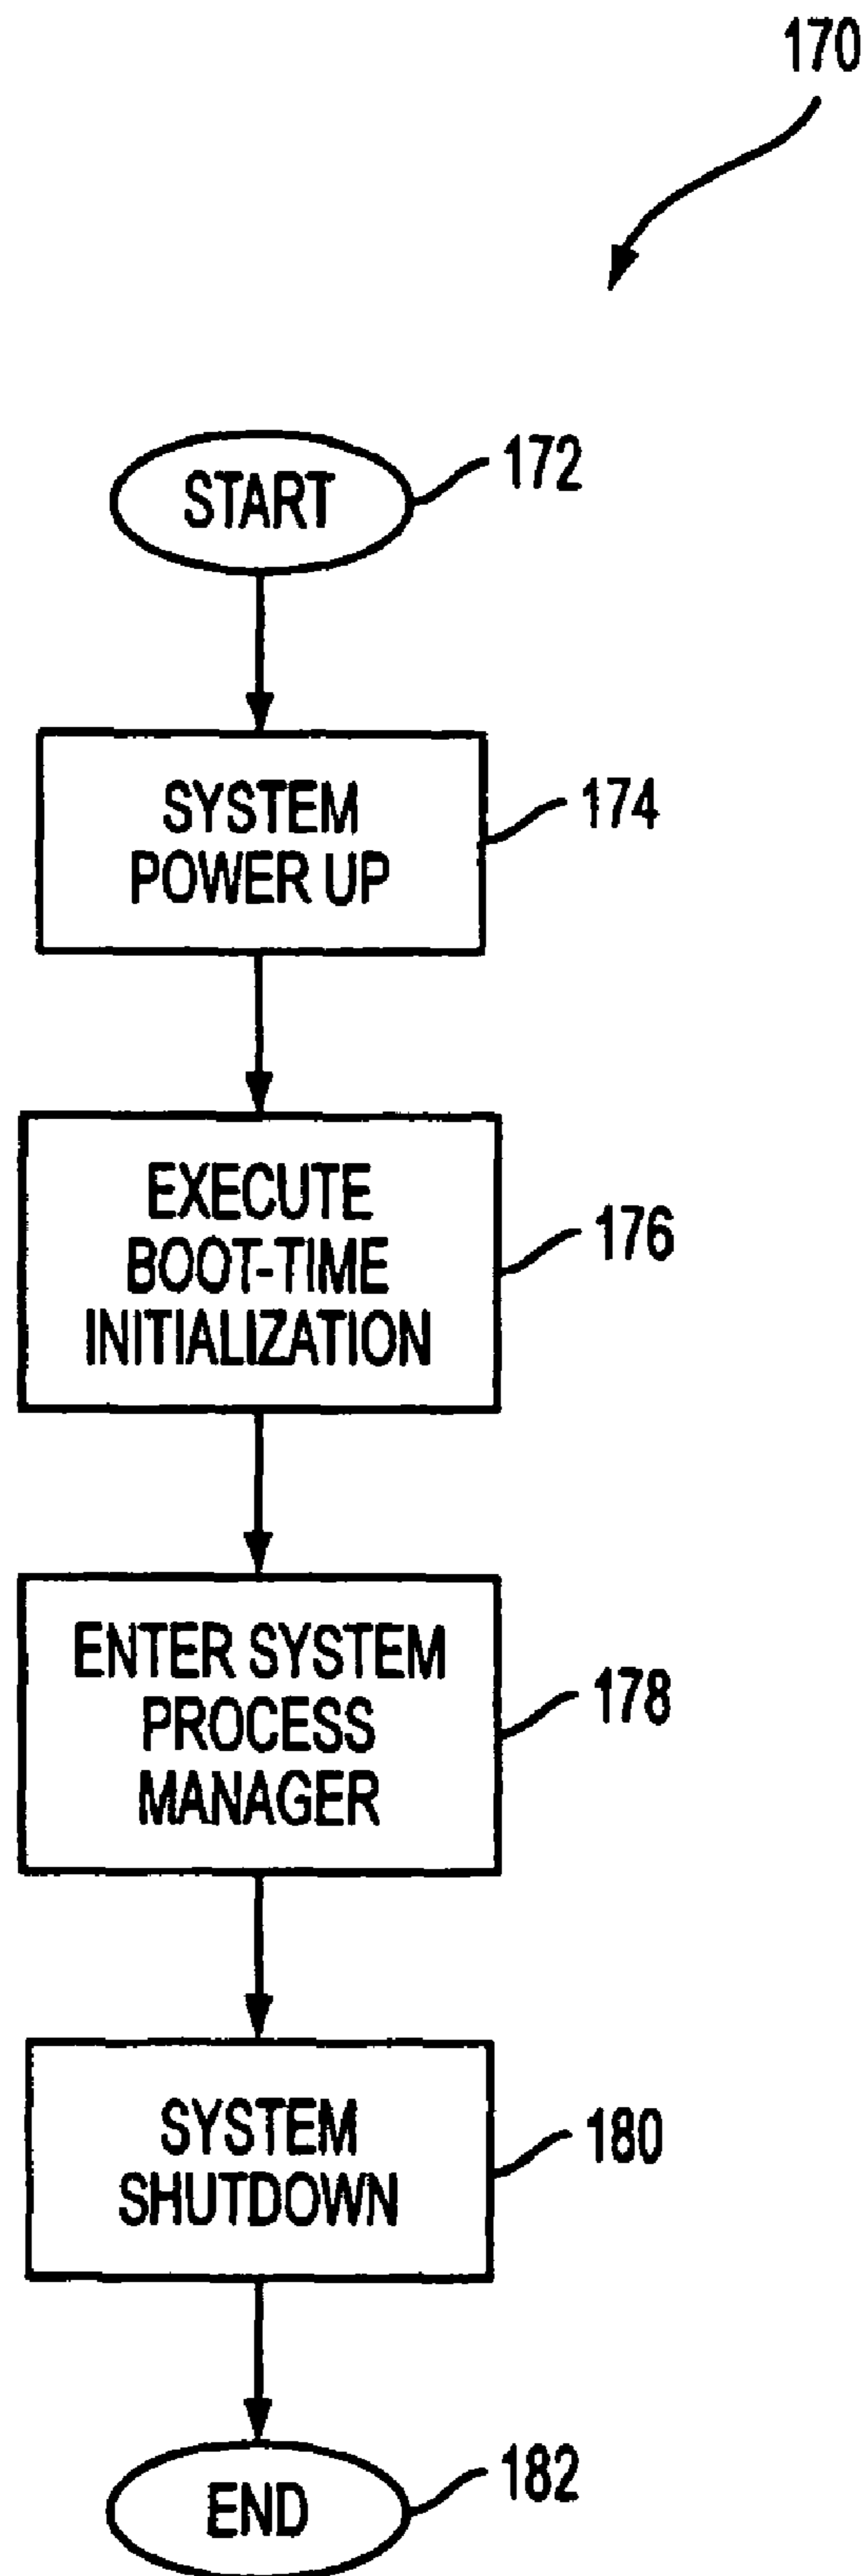 170
START
172
SYSTEM
POWER UP
174
EXECUTE
BOOT-TIME
INITIALIZATION
176
ENTER SYSTEM
PROCESS
MANAGER
178
SYSTEM
SHUTDOWN
180
END
182